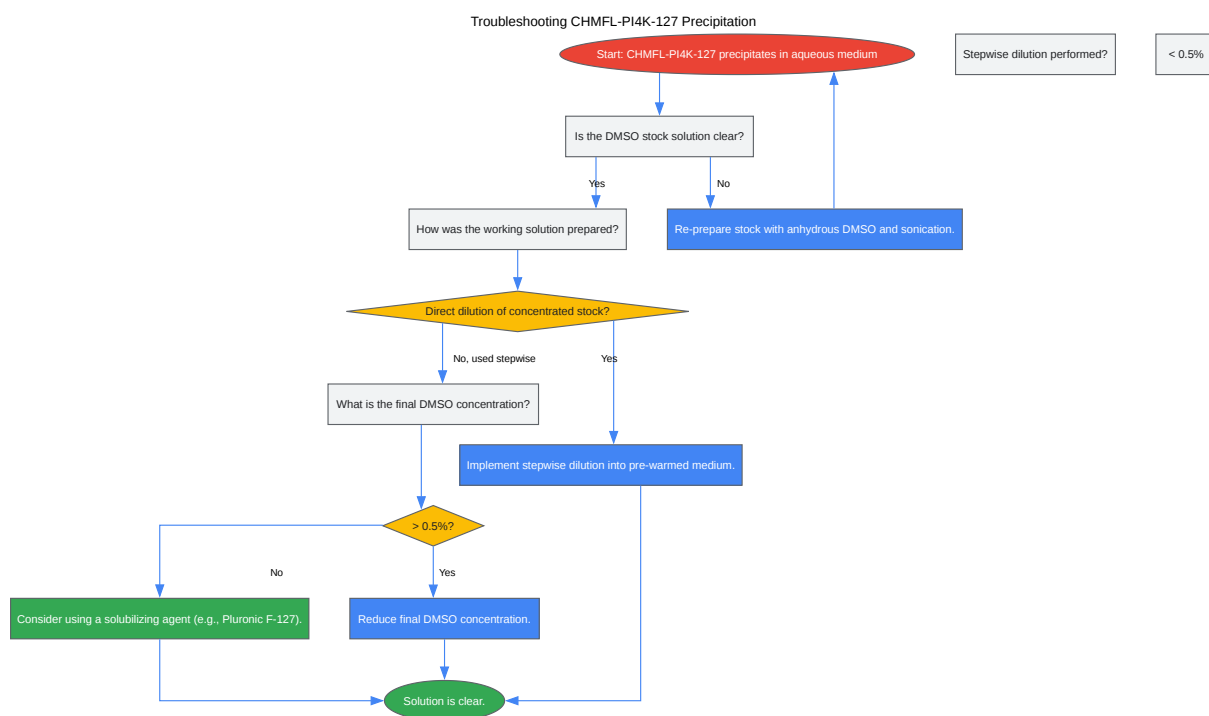 Troubleshooting CHMFL-PI4K-127 Precipitation
Start: CHMFL-PI4K-127 precipitates in aqueous medium
Stepwise dilution performed?
< 0.5%
Is the DMSO stock solution clear?
Yes
No
How was the working solution prepared?
Re-prepare stock with anhydrous DMSO and sonication.
Direct dilution of concentrated stock?
No, used stepwise
Yes
What is the final DMSO concentration?
Implement stepwise dilution into pre-warmed medium.
> 0.5%?
No
Yes
Consider using a solubilizing agent (e.g., Pluronic F-127).
Reduce final DMSO concentration.
Solution is clear.